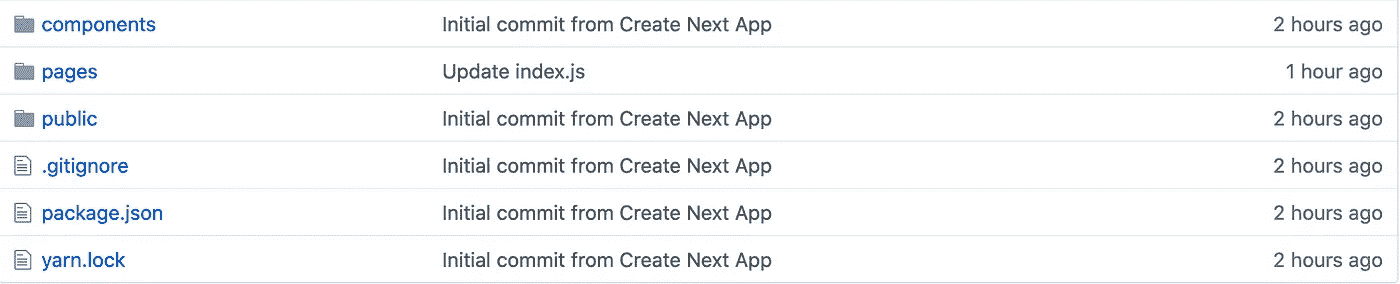 components Initial commit from Create Next App 2 hours ago
pages Update index.js 1 hour ago
public Initial commit from Create Next App 2 hours ago
.gitignore Initial commit from Create Next App 2 hours ago
package.json Initial commit from Create Next App 2 hours ago
yarn.lock Initial commit from Create Next App 2 hours ago